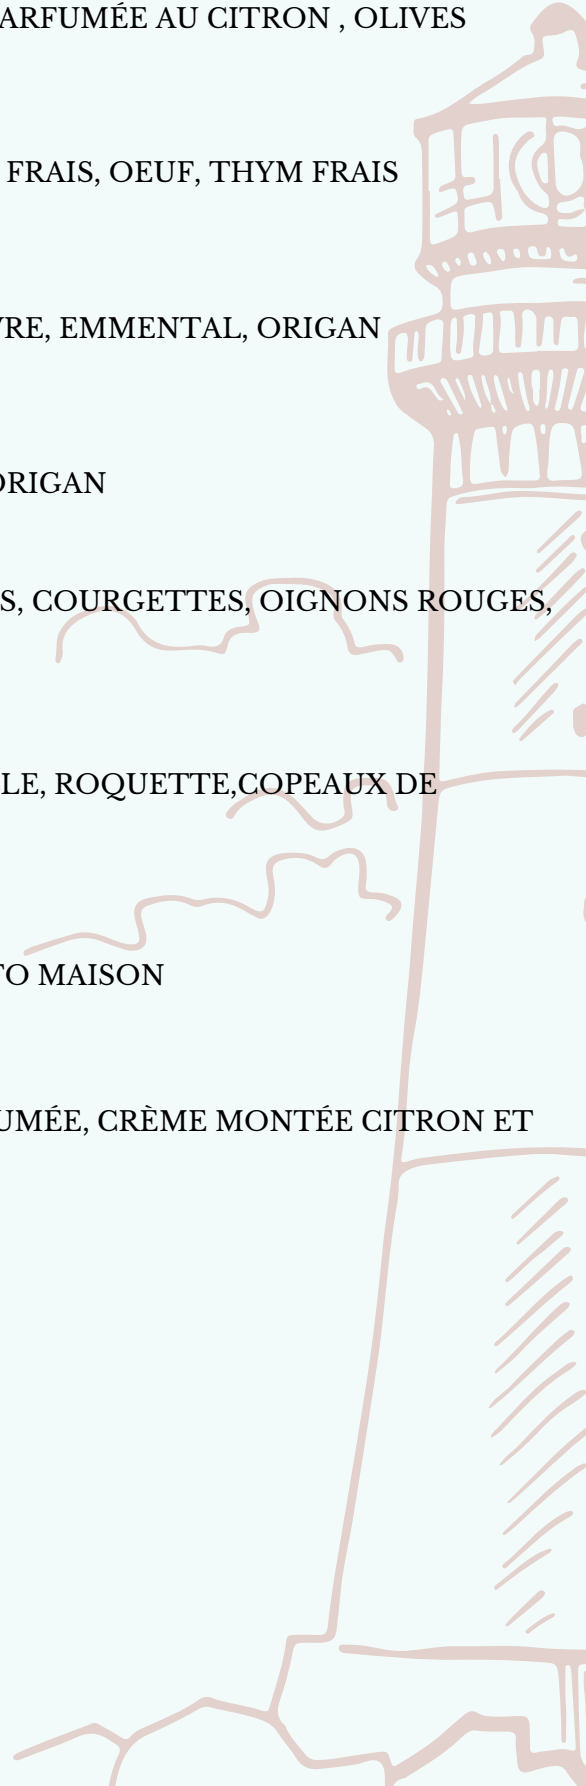 ARFUMÉE AU CITRON , OLIVES
FRAIS, OEUF, THYM FRAIS
VRE, EMMENTAL, ORIGAN
ORIGAN
S, COURGETTES, OIGNONS ROUGES,
LE, ROQUETTE,COPEAUX DE
TO MAISON
UMÉE, CRÈME MONTÉE CITRON ET